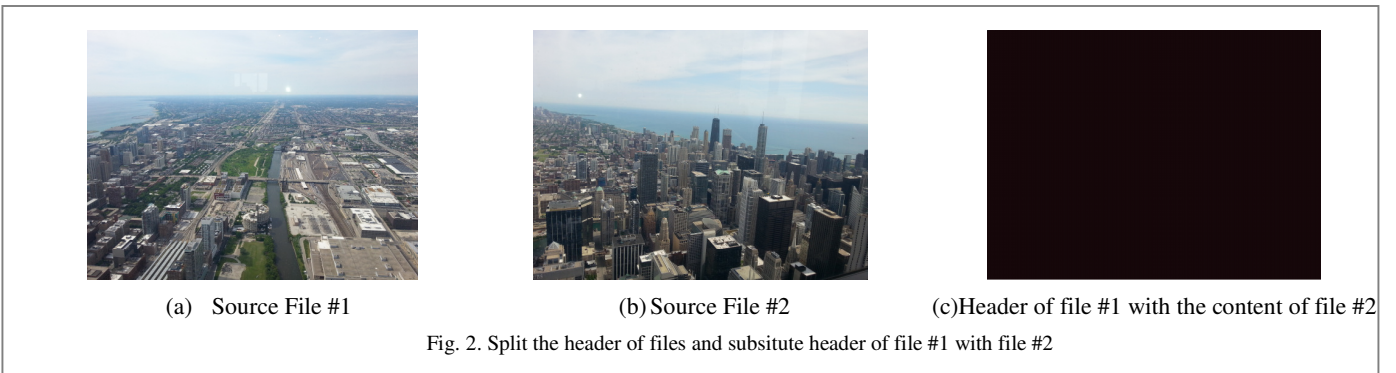 (a) Source File #1
(b) Source File #2
(c)Header of file #1 with the content of file #2
Fig. 2. Split the header of files and subsitute header of file #1 with file #2